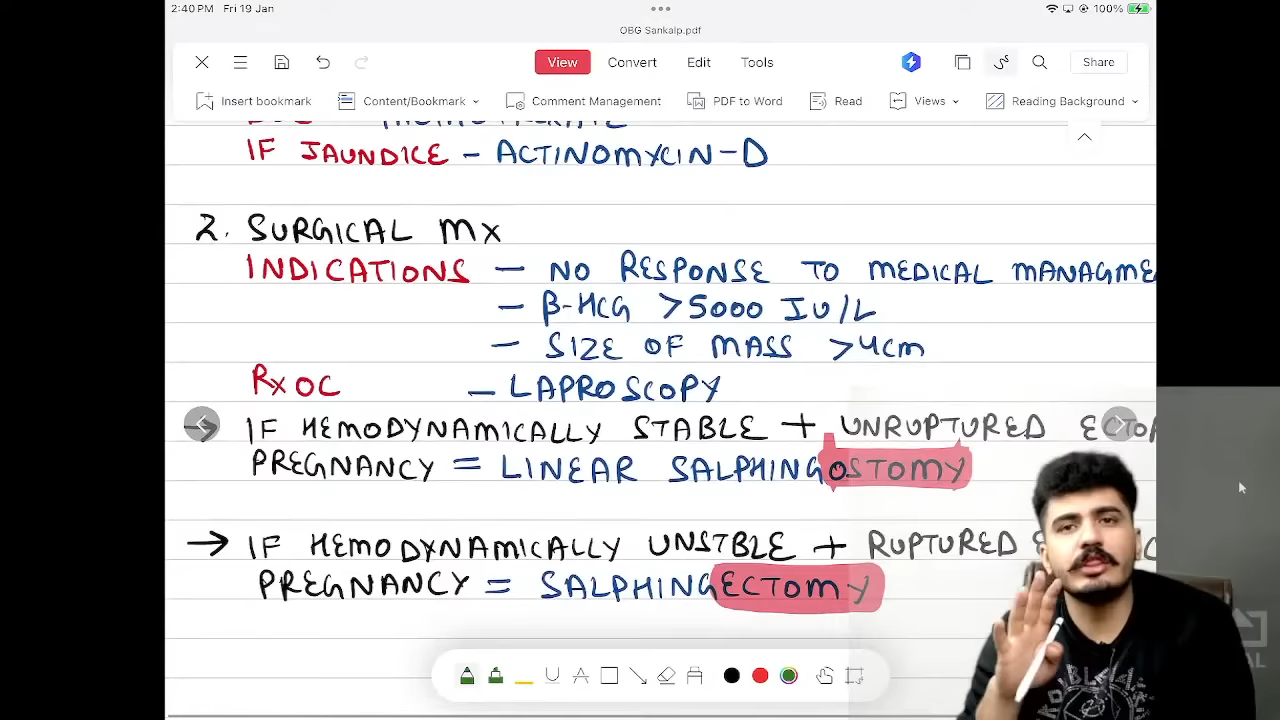 2:40 PM Fri 19 Jan
100%
OBG Sankalp.pdf
View Convert Edit Tools Share
Insert bookmark Content/Bookmark Comment Management PDF to Word Read Views Reading Background
IF JAUNDICE - ACTINOMYCIN-D
2. SURGICAL MX
INDICATIONS - NO RESPONSE TO MEDICAL MANAGME
- β-HCG >5000 IU/L
- SIZE OF MASS >4cm
RXOC - LAPROSCOPY
→ IF HEMODYNAMICALLY STABLE + UNRUPTURED ECTOP
PREGNANCY = LINEAR SALPHINGOSTOMY
→ IF HEMODYNAMICALLY UNSTBLE + RUPTURED
PREGNANCY = SALPHINGECTOMY